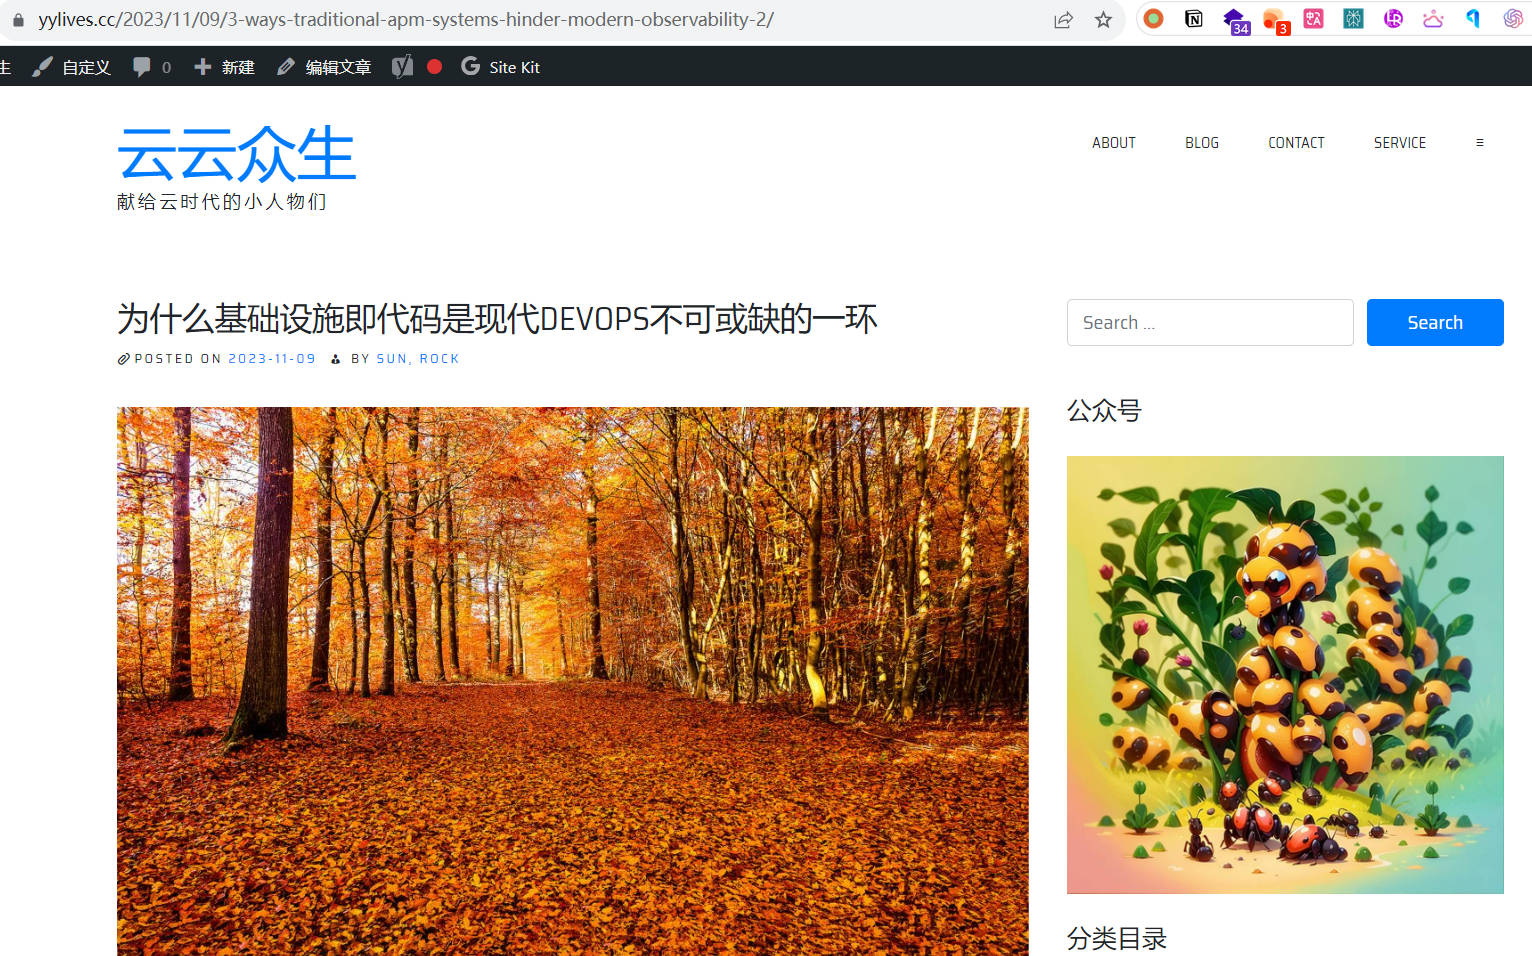 yylives.cc/2023/11/09/3-ways-traditional-apm-systems-hinder-modern-observability-2/
34
3
生 自定义 0 新建 编辑文章 Site Kit
云云众生
献给云时代的小人物们
ABOUT BLOG CONTACT SERVICE
为什么基础设施即代码是现代DEVOPS不可或缺的一环
POSTED ON 2023-11-09 BY SUN, ROCK
Search ...
Search
公众号
分类目录